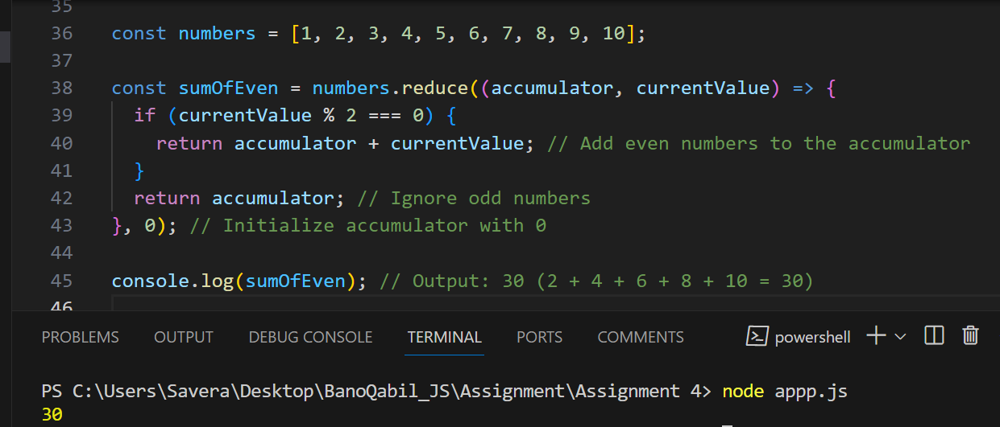 35
36 const numbers = [1, 2, 3, 4, 5, 6, 7, 8, 9, 10];
37
38 const sumOfEven = numbers.reduce((accumulator, currentValue) => {
39   if (currentValue % 2 === 0) {
40     return accumulator + currentValue; // Add even numbers to the accumulator
41   }
42   return accumulator; // Ignore odd numbers
43 }, 0); // Initialize accumulator with 0
44
45 console.log(sumOfEven); // Output: 30 (2 + 4 + 6 + 8 + 10 = 30)
46
PROBLEMS OUTPUT DEBUG CONSOLE TERMINAL PORTS COMMENTS powershell
PS C:\Users\Savera\Desktop\BanoQabil_JS\Assignment\Assignment 4> node appp.js
30